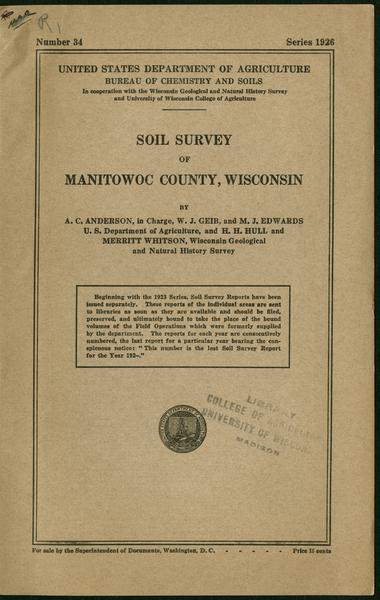 Number 34 Series 1926
UNITED STATES DEPARTMENT OF AGRICULTURE
BUREAU OF CHEMISTRY AND SOILS
In cooperation with the Wisconsin Geological and Natural History Survey
and University of Wisconsin College of Agriculture
SOIL SURVEY
OF
MANITOWOC COUNTY, WISCONSIN
BY
A. C. ANDERSON, in Charge, W. J. GEIB, and M. J. EDWARDS
U. S. Department of Agriculture, and H. H. HULL and
MERRITT WHITSON, Wisconsin Geological
and Natural History Survey
Beginning with the 1923 Series, Soil Survey Reports have been
issued separately. These reports of the individual areas are sent
to libraries as soon as they are available and should be filed,
preserved, and ultimately bound to take the place of the bound
volumes of the Field Operations which were formerly supplied
by the department. The reports for each year are consecutively
numbered, the last report for a particular year bearing the con-
spicuous notice: "This number is the last Soil Survey Report
for the Year 192-."
LIBRARY
COLLEGE OF AGRICULTURE
UNIVERSITY OF WISCONSIN
MADISON
For sale by the Superintendent of Documents, Washington, D. C. - - - - - Price 15 cents